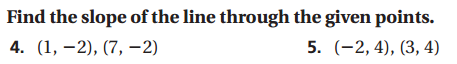 Find the slope of the line through the given points.
4. (1, −2), (7, −2) 5. (−2, 4), (3, 4)